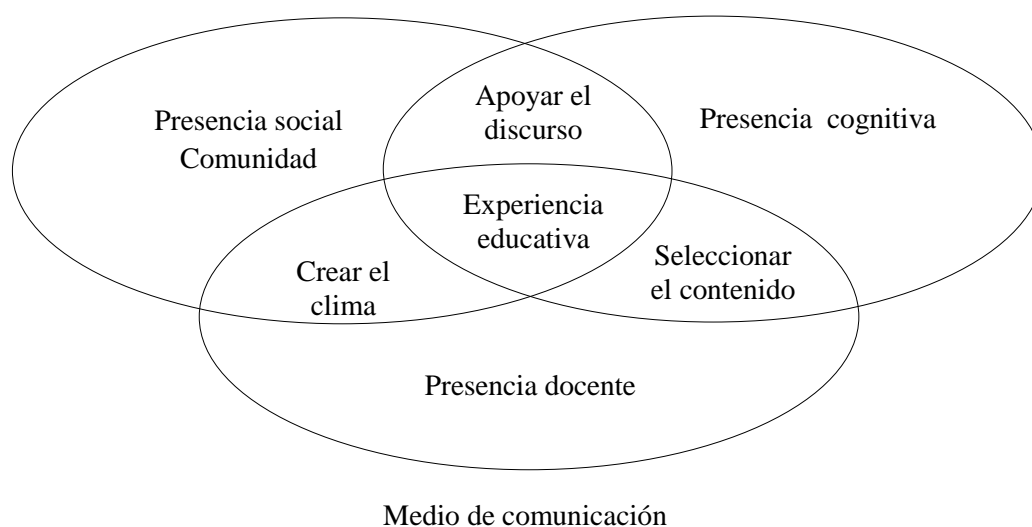 Apoyar el
discurso
Presencia social
Comunidad
Presencia cognitiva
Experiencia
educativa
Crear el
clima
Seleccionar
el contenido
Presencia docente
Medio de comunicación